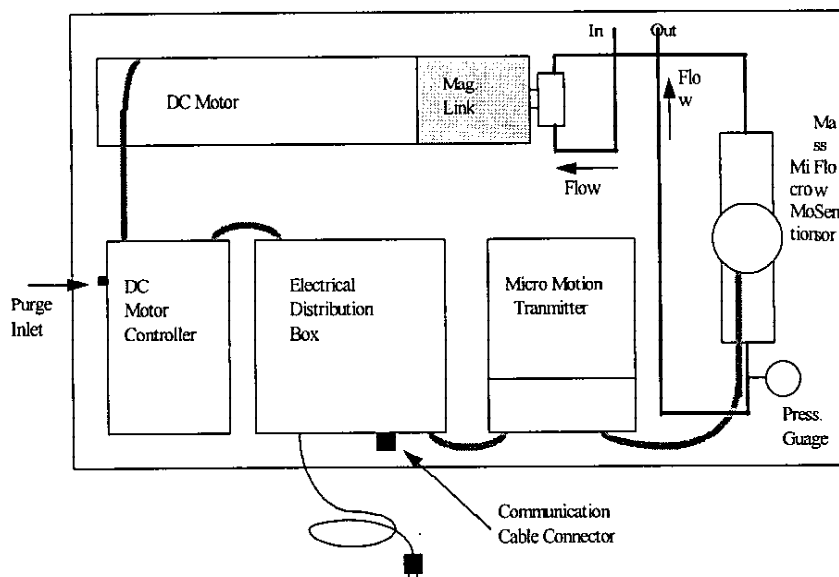 In
Out
DC Motor
Mag.
Link
Flo
w
Flow
Ma
ss
Mi Flo
cro w
MoSen
tionsor
Purge
Inlet
DC
Motor
Controller
Electrical
Distribution
Box
Micro Motion
Tranmitter
Press.
Guage
Communication
Cable Connector